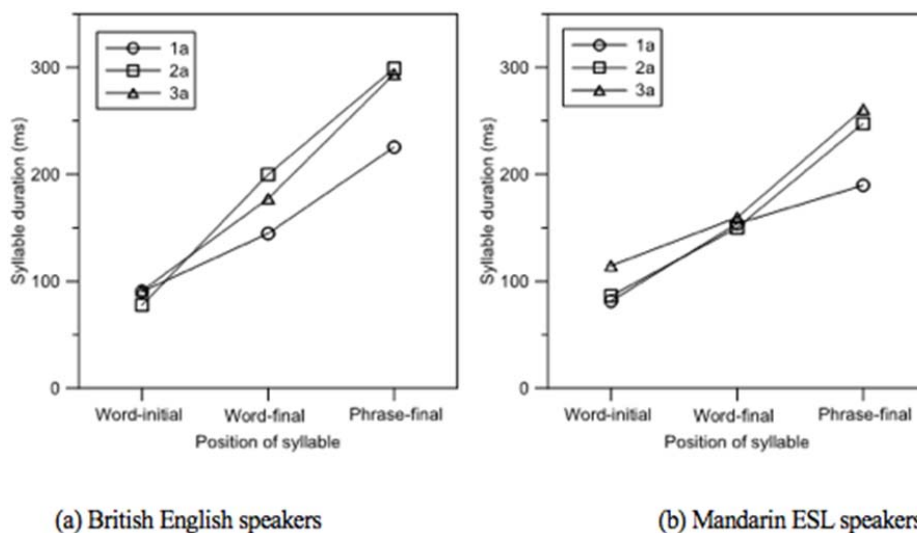 1a
2a
3a
300
200
100
0
Syllable duration (ms)
Word-initial Word-final Phrase-final
Position of syllable
(a) British English speakers
1a
2a
3a
300
200
100
0
Syllable duration (ms)
Word-initial Word-final Phrase-final
Position of syllable
(b) Mandarin ESL speakers